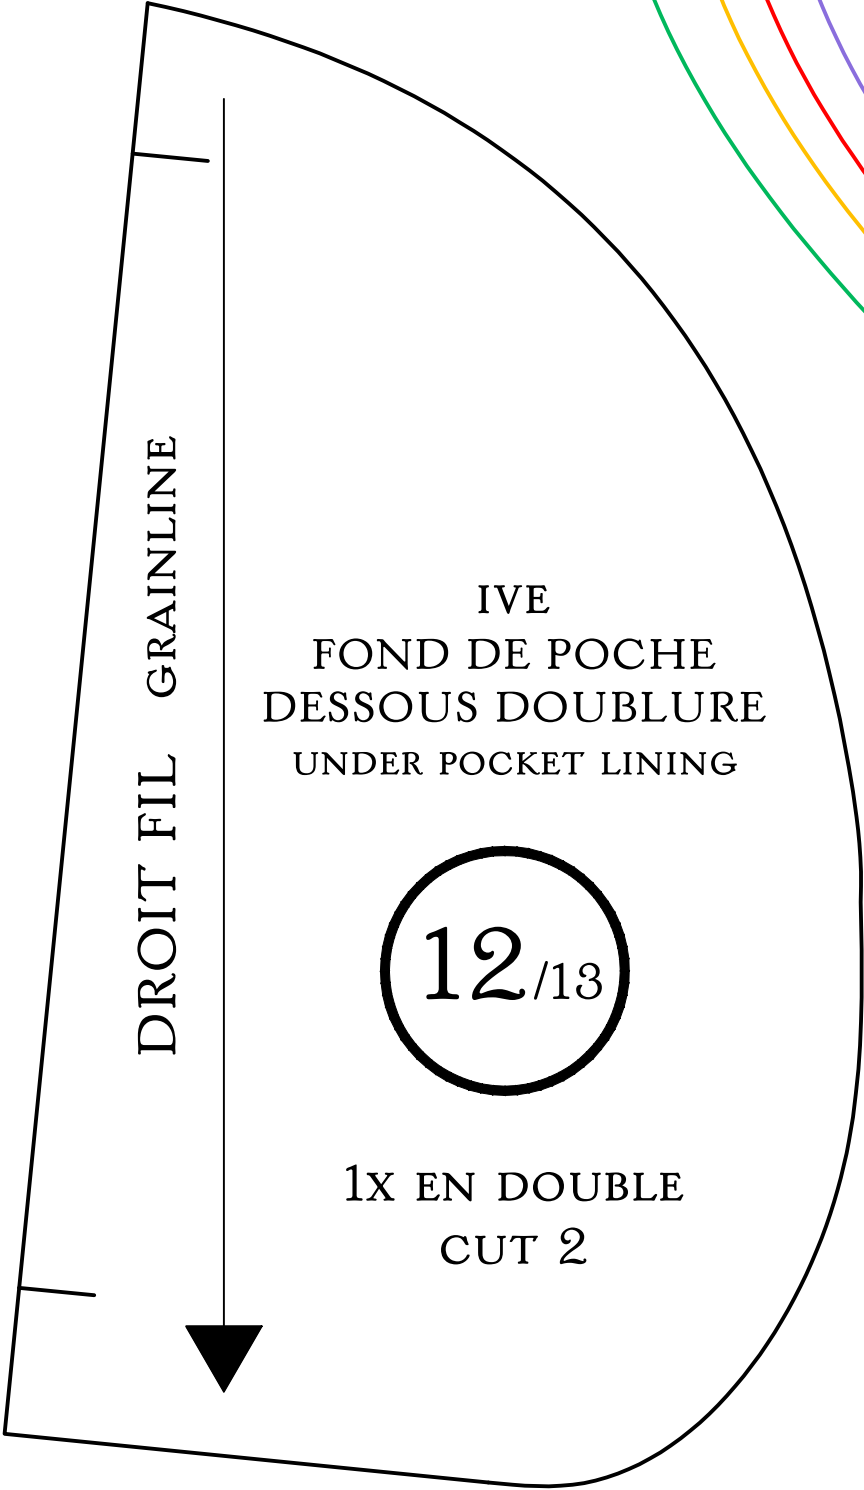 IVE
FOND DE POCHE
DESSOUS DOUBLURE
UNDER POCKET LINING
12/13
1X EN DOUBLE
CUT 2
DROIT FIL GRAINLINE